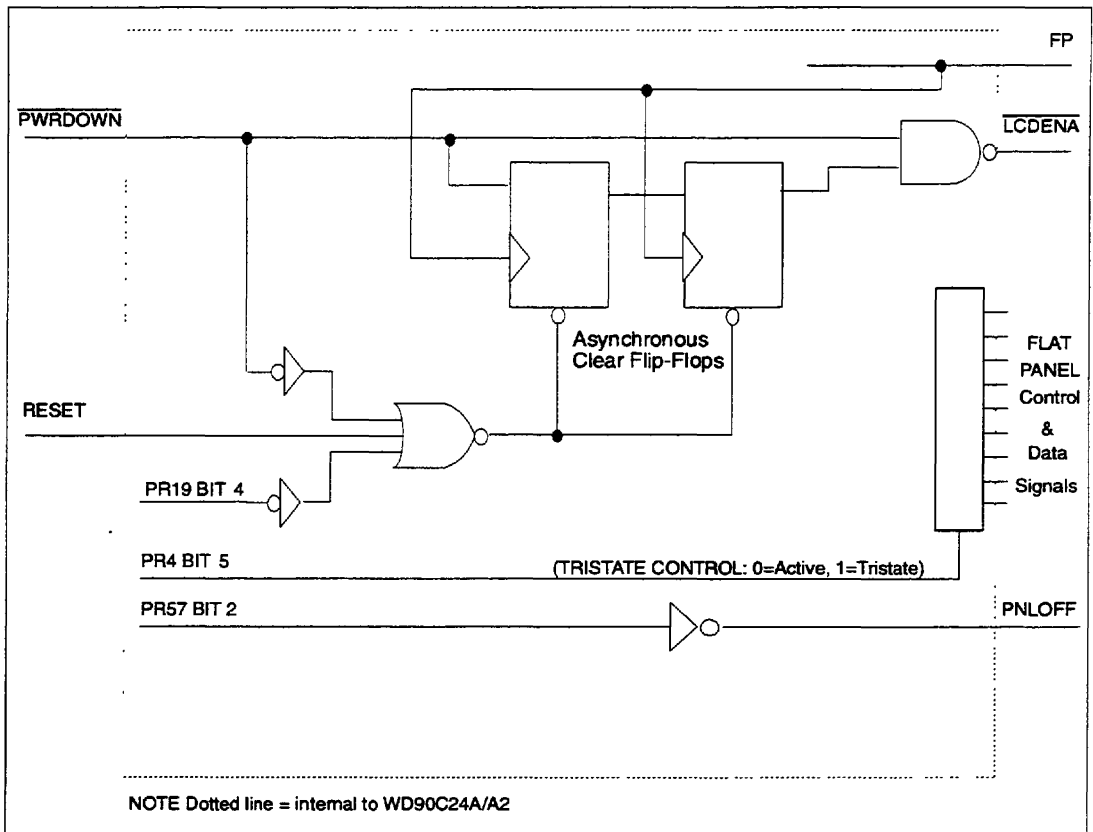 FP
PWRDOWN
LCDENA
Asynchronous
Clear Flip-Flops
FLAT
PANEL
Control
&
Data
Signals
RESET
PR19 BIT 4
PR4 BIT 5
(TRISTATE CONTROL: 0=Active, 1=Tristate)
PR57 BIT 2
PNLOFF
NOTE Dotted line = internal to WD90C24A/A2